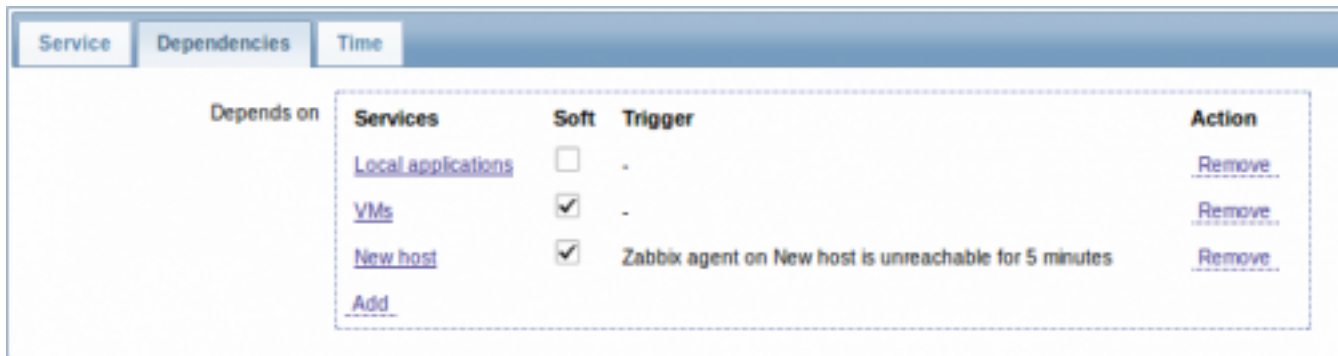 Service Dependencies Time
Depends on Services Soft Trigger Action
Local applications - Remove
VMs - Remove
New host Zabbix agent on New host is unreachable for 5 minutes Remove
Add